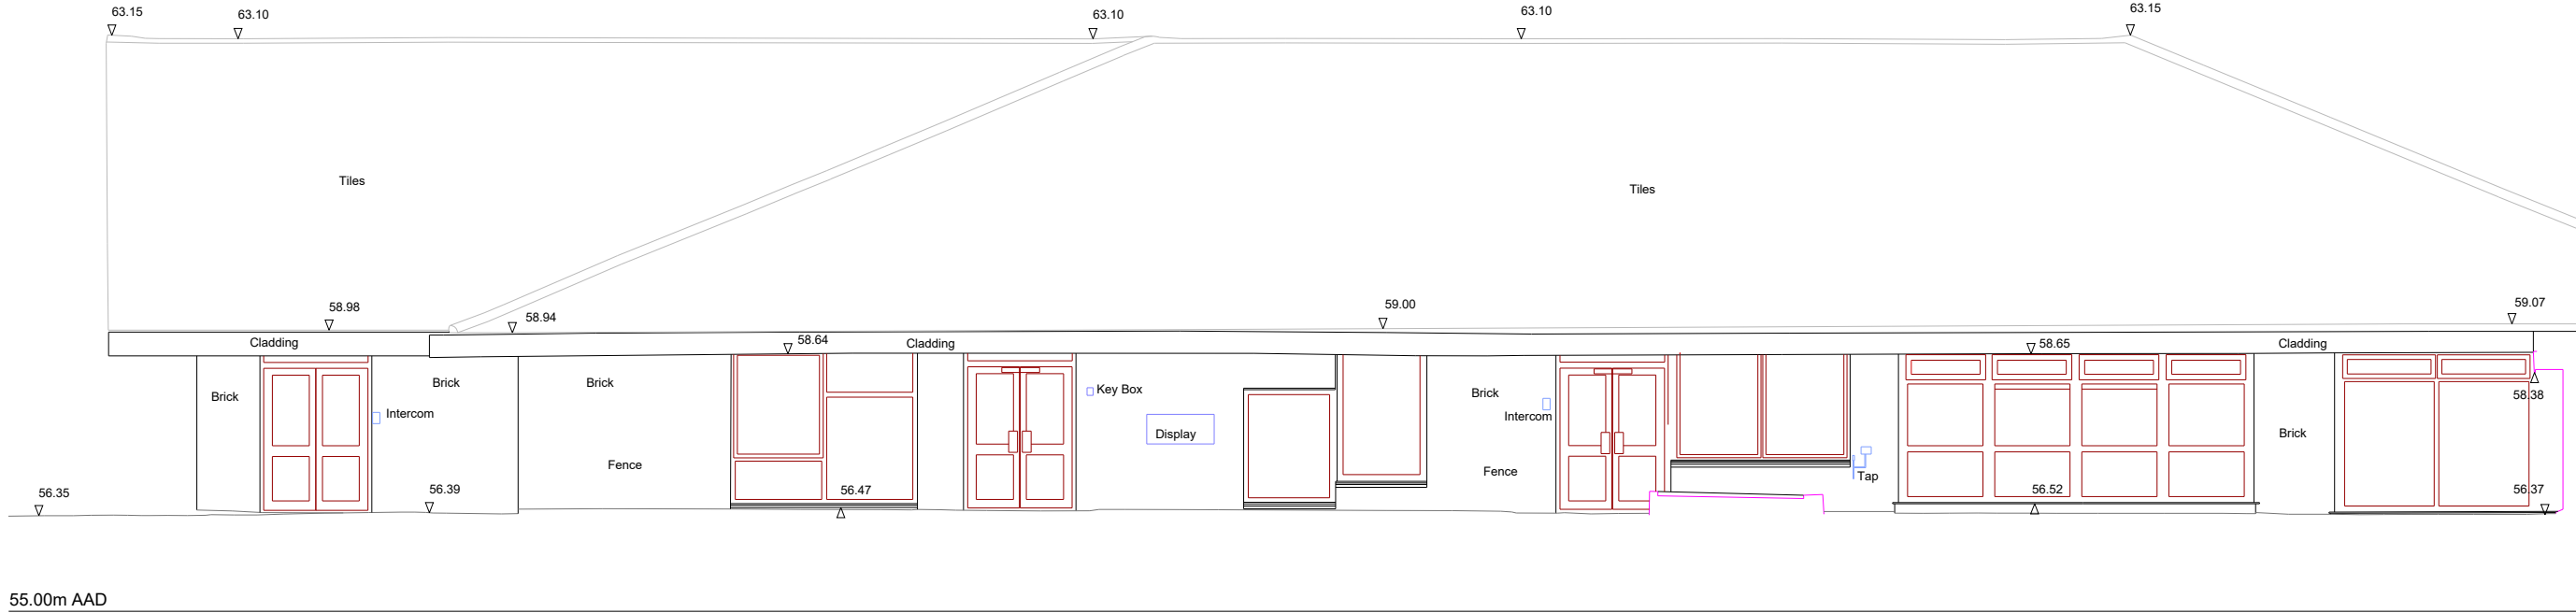 63.15
63.10
63.10
63.10
63.15
Tiles
Tiles
58.98
58.94
59.00
59.07
Cladding
58.64
Cladding
58.65
Cladding
Brick
Brick
Brick
Key Box
Brick
58.38
Intercom
Intercom
Display
Brick
Fence
Fence
Tap
56.35
56.39
56.47
56.52
56.37
55.00m AAD